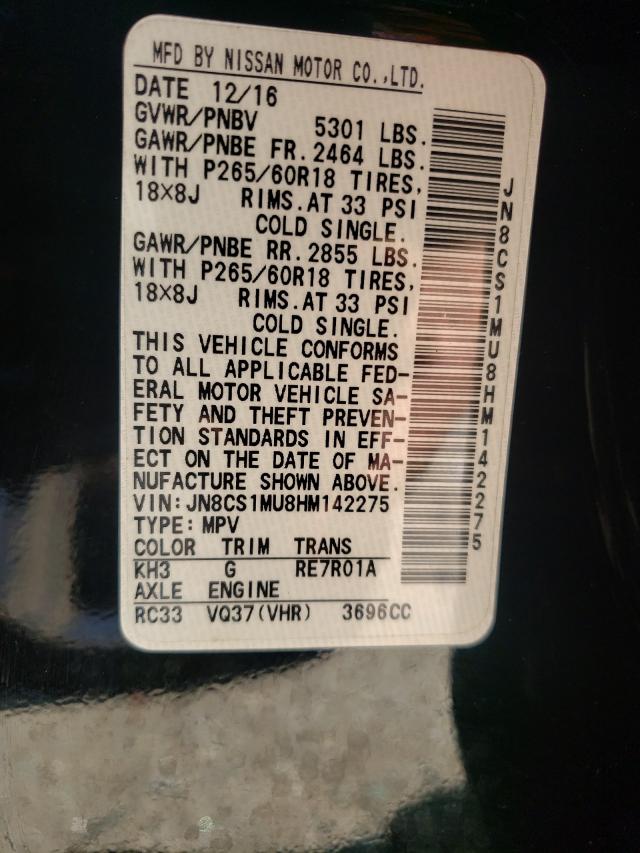 MFD BY NISSAN MOTOR CO.,LTD.
DATE 12/16
GVWR/PNBV 5301 LBS.
GAWR/PNBE FR. 2464 LBS.
WITH P265/60R18 TIRES,
18X8J RIMS.AT 33 PSI
COLD SINGLE.
GAWR/PNBE RR. 2855 LBS.
WITH P265/60R18 TIRES,
18X8J RIMS.AT 33 PSI
COLD SINGLE.
THIS VEHICLE CONFORMS
TO ALL APPLICABLE FED-
ERAL MOTOR VEHICLE SA-
FETY AND THEFT PREVEN-
TION STANDARDS IN EFF-
ECT ON THE DATE OF MA-
NUFACTURE SHOWN ABOVE.
VIN:JN8CS1MU8HM142275
TYPE:MPV
COLOR TRIM TRANS
KH3 G RE7R01A
AXLE ENGINE
RC33 VQ37(VHR) 3696CC
JN8CS1MU8HM142275